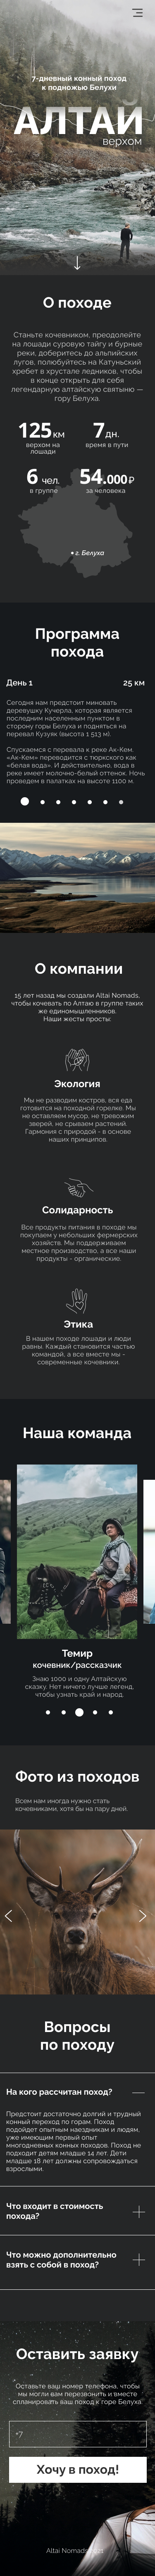 7-дневный конный поход
к подножью Белухи
АЛТАЙ
верхом
О походе
Станьте кочевником, преодолейте
на лошади суровую тайгу и бурные
реки, доберитесь до альпийских
лугов, полюбуйтесь на Катуньский
хребет в хрустале ледников, чтобы
в конце открыть для себя
легендарную алтайскую святыню —
гору Белуха.
125 км
верхом на
лошади
7 дн.
время в пути
6 чел.
в группе
54.000 ₽
за человека
г. Белуха
Программа
похода
День 1
25 км
Сегодня нам предстоит миновать
деревушку Кучерла, которая является
последним населенным пунктом в
сторону горы Белуха и подняться на
перевал Кузуяк (высота 1 513 м).
Спускаемся с перевала к реке Ак-Кем.
«Ак-Кем» переводится с тюркского как
«белая вода». И действительно, вода в
реке имеет молочно-белый оттенок. Ночь
проведем в палатках на высоте 1100 м.
О компании
15 лет назад мы создали Altai Nomads,
чтобы кочевать по Алтаю в группе таких
же единомышленников.
Наши жесты просты:
Экология
Мы не разводим костров, вся еда
готовится на походной горелке. Мы
не оставляем мусор, не тревожим
зверей, не срываем растений.
Гармония с природой - в основе
наших принципов.
Солидарность
Все продукты питания в походе мы
покупаем у небольших фермерских
хозяйств. Мы поддерживаем
местное производство, а все наши
продукты - органические.
Этика
В нашем походе лошади и люди
равны. Каждый становится частью
командой, а все вместе мы –
современные кочевники.
Наша команда
Темир
кочевник/рассказчик
Знаю 1000 и одну Алтайскую
сказку. Нет ничего лучше легенд,
чтобы узнать край и народ.
Фото из походов
Всем нам иногда нужно стать
кочевниками, хотя бы на пару дней.
Вопросы
по походу
На кого рассчитан поход?
Предстоит достаточно долгий и трудный
конный переход по горам. Поход
подойдет опытным наездникам и людям,
уже имеющим первый опыт
многодневных конных походов. Поход не
подходит детям младше 14 лет. Дети
младше 18 лет должны сопровождаться
взрослыми.
Что входит в стоимость
похода?
Что можно дополнительно
взять с собой в поход?
Оставить заявку
Оставьте ваш номер телефона, чтобы
мы могли вам перезвонить и вместе
спланировать ваш поход к горе Белуха
+7
Хочу в поход!
Altai Nomads